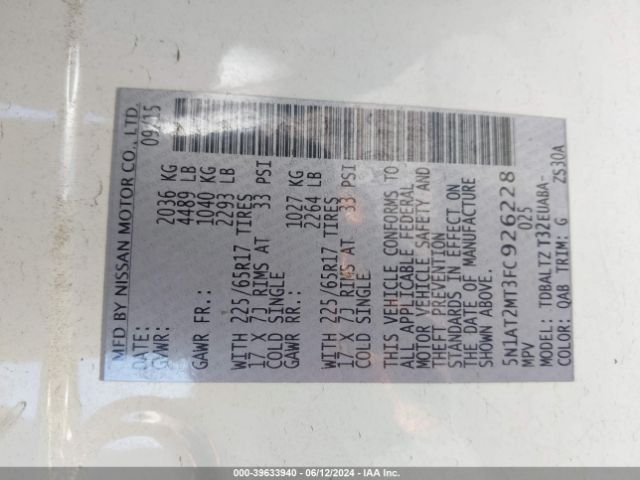 MFD BY NISSAN MOTOR CO., LTD.
DATE: 09/15
GVWR: 2036 KG
4489 LB
GAWR FR.: 1040 KG
2293 LB
WITH 225/65R17 TIRES
17 X 7J RIMS AT 33 PSI
COLD SINGLE
GAWR RR.: 1027 KG
2264 LB
WITH 225/65R17 TIRES
17 X 7J RIMS AT 33 PSI
COLD SINGLE.
THIS VEHICLE CONFORMS TO
ALL APPLICABLE FEDERAL
MOTOR VEHICLE SAFETY AND
THEFT PREVENTION
STANDARDS IN EFFECT ON
THE DATE OF MANUFACTURE
SHOWN ABOVE.
5N1AT2MT3FC926228
MPV 025
MODEL: TDBALTZ T32EUABA-
COLOR: QAB TRIM: G ZS30A
000-39633940 - 06/12/2024 - IAA Inc.